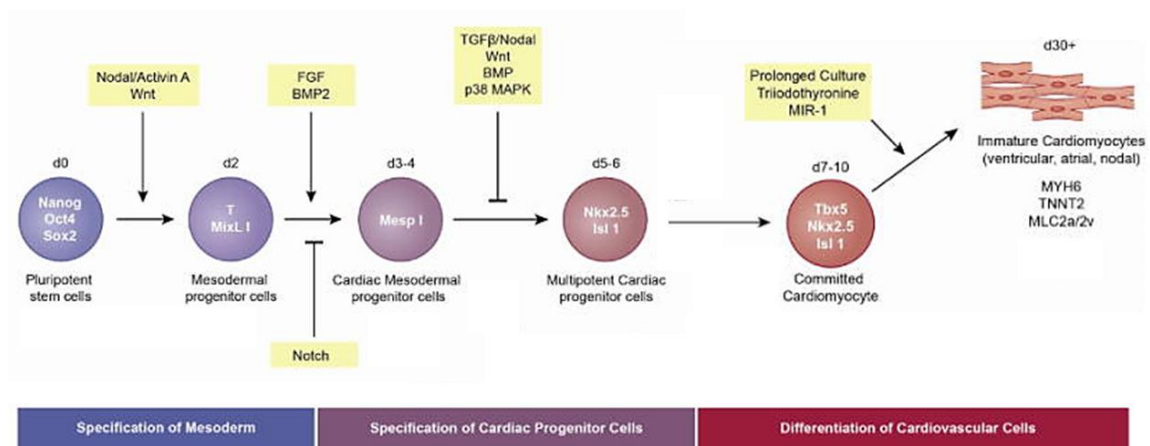 TGFβ/Nodal
Wnt
BMP
p38 MAPK
Nodal/Activin A
Wnt
FGF
BMP2
Prolonged Culture
Triiodothyronine
MIR-1
d30+
Immature Cardiomyocytes
(ventricular, atrial, nodal)
MYH6
TNNT2
MLC2a/2v
d0
Nanog
Oct4
Sox2
Pluripotent
stem cells
d2
T
MixL I
Mesodermal
progenitor cells
d3-4
Mesp I
Cardiac Mesodermal
progenitor cells
d5-6
Nkx2.5
Isl 1
Multipotent Cardiac
progenitor cells
d7-10
Tbx5
Nkx2.5
Isl 1
Committed
Cardiomyocyte
Notch
Specification of Mesoderm
Specification of Cardiac Progenitor Cells
Differentiation of Cardiovascular Cells